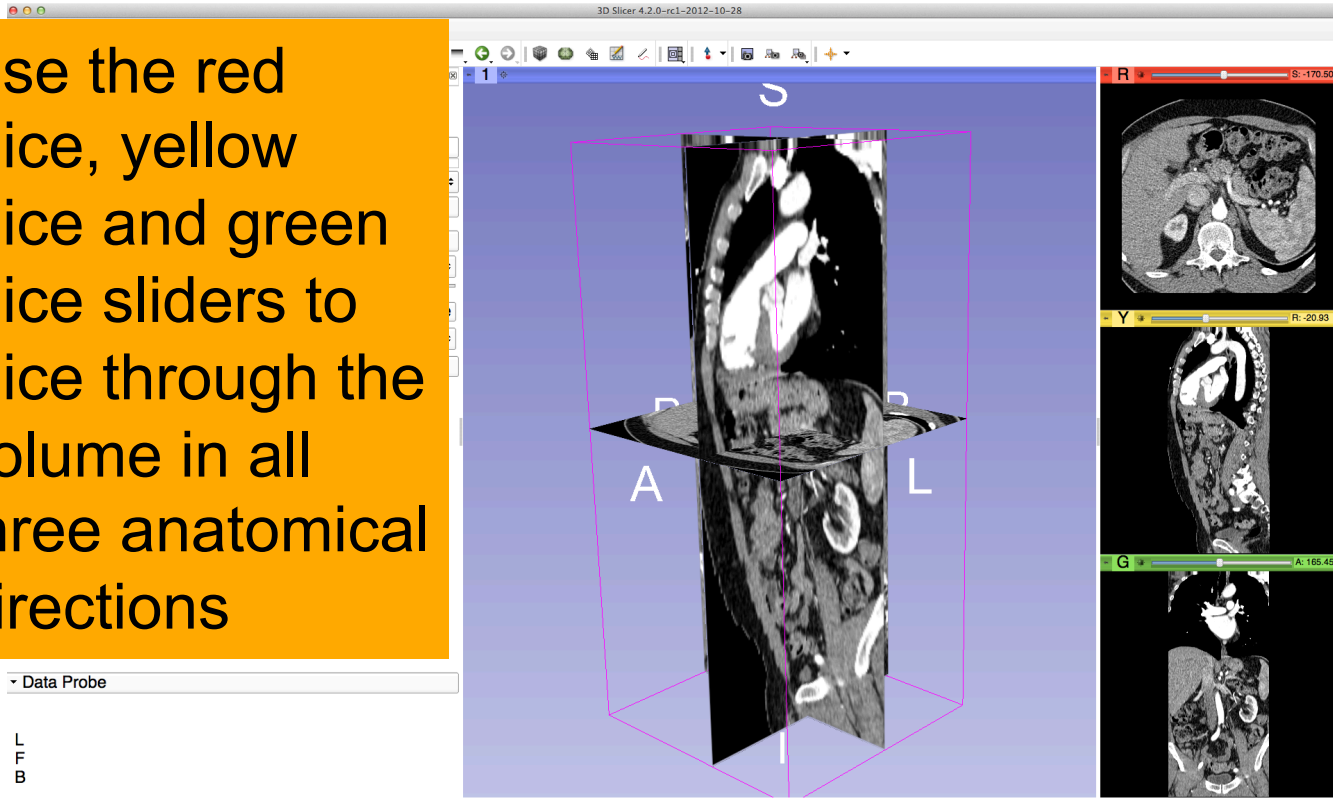 3D Slicer 4.2.0-rc1-2012-10-28
se the red
ice, yellow
ice and green
ice sliders to
ice through the
olume in all
hree anatomical
irections
1
S
R
A
L
I
R
S: -170.50
Y
R: -20.93
G
A: 165.45
Data Probe
L
F
B